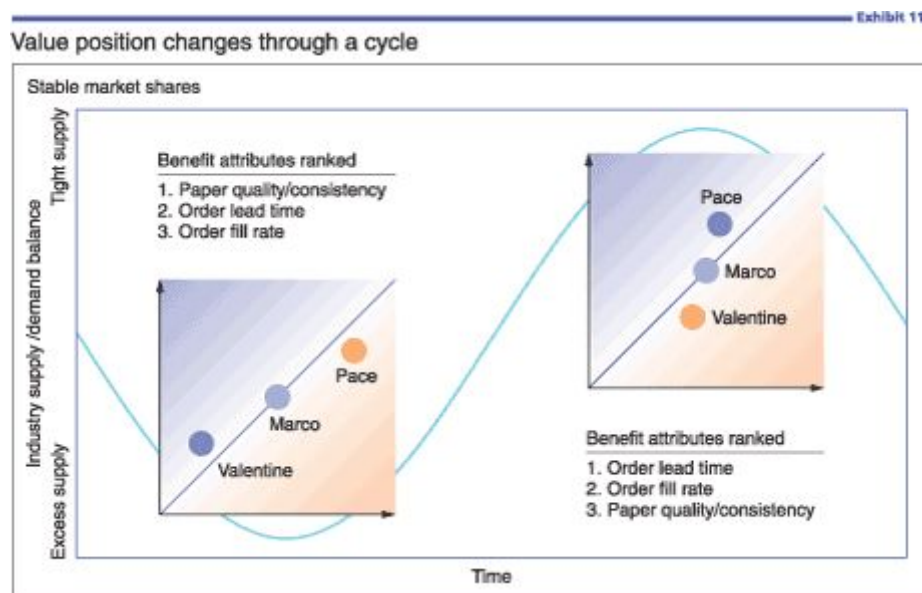 Exhibit 11
Value position changes through a cycle
Stable market shares
Industry supply /demand balance
Tight supply
Excess supply
Benefit attributes ranked
1. Paper quality/consistency
2. Order lead time
3. Order fill rate
Valentine
Marco
Pace
Pace
Marco
Valentine
Benefit attributes ranked
1. Order lead time
2. Order fill rate
3. Paper quality/consistency
Time